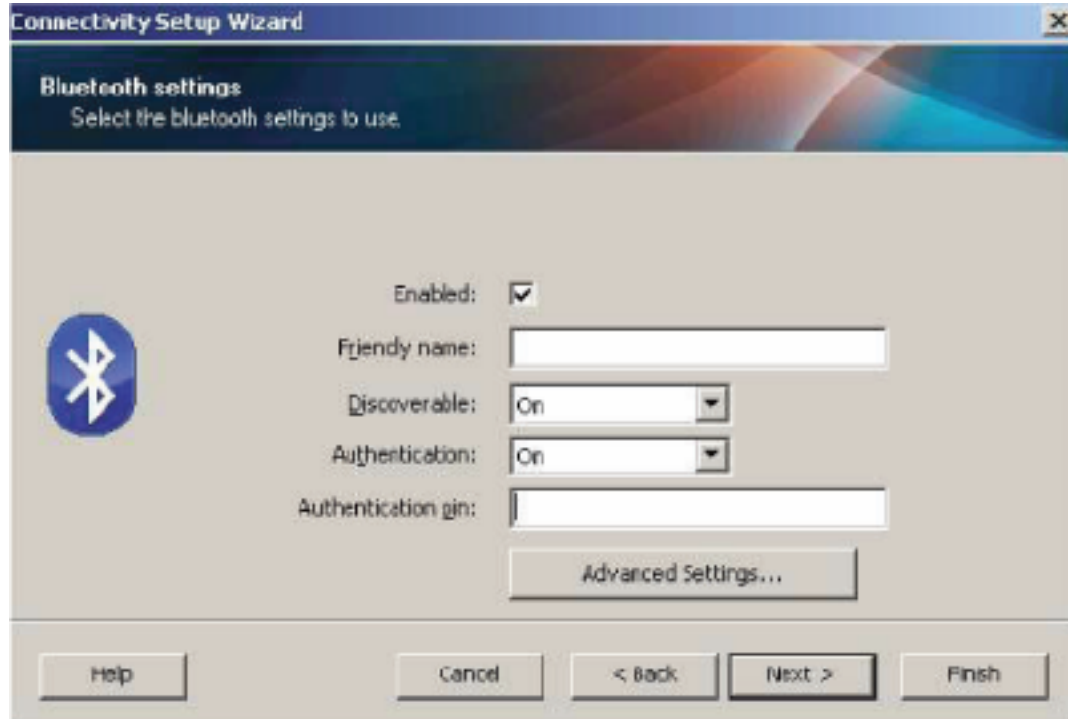 Connectivity Setup Wizard
Bluetooth settings
Select the bluetooth settings to use.
Enabled:
Friendly name:
Discoverable: On
Authentication: On
Authentication pin:
Advanced Settings...
Help Cancel < Back Next > Finish